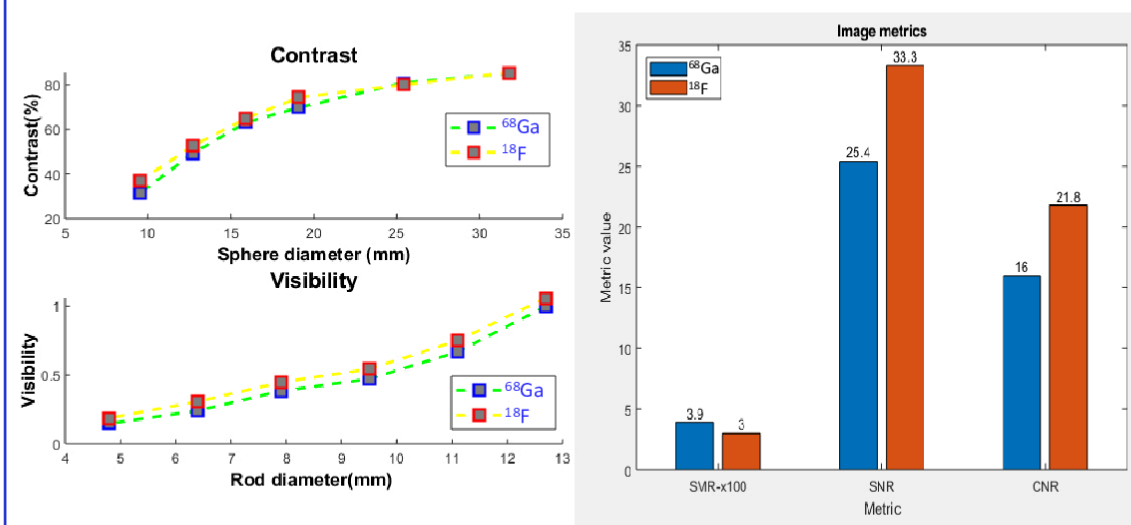 Contrast
Contrast(%)
80
60
40
20
5 10 15 20 25 30 35
Sphere diameter (mm)
68Ga
18F
Visibility
Visibility
1
0.5
0
4 5 6 7 8 9 10 11 12 13
Rod diameter(mm)
68Ga
18F
Image metrics
Metric value
35
30
25
20
15
10
5
0
68Ga
18F
3.9
3
25.4
33.3
16
21.8
SVIR-x100 SNR CNR
Metric